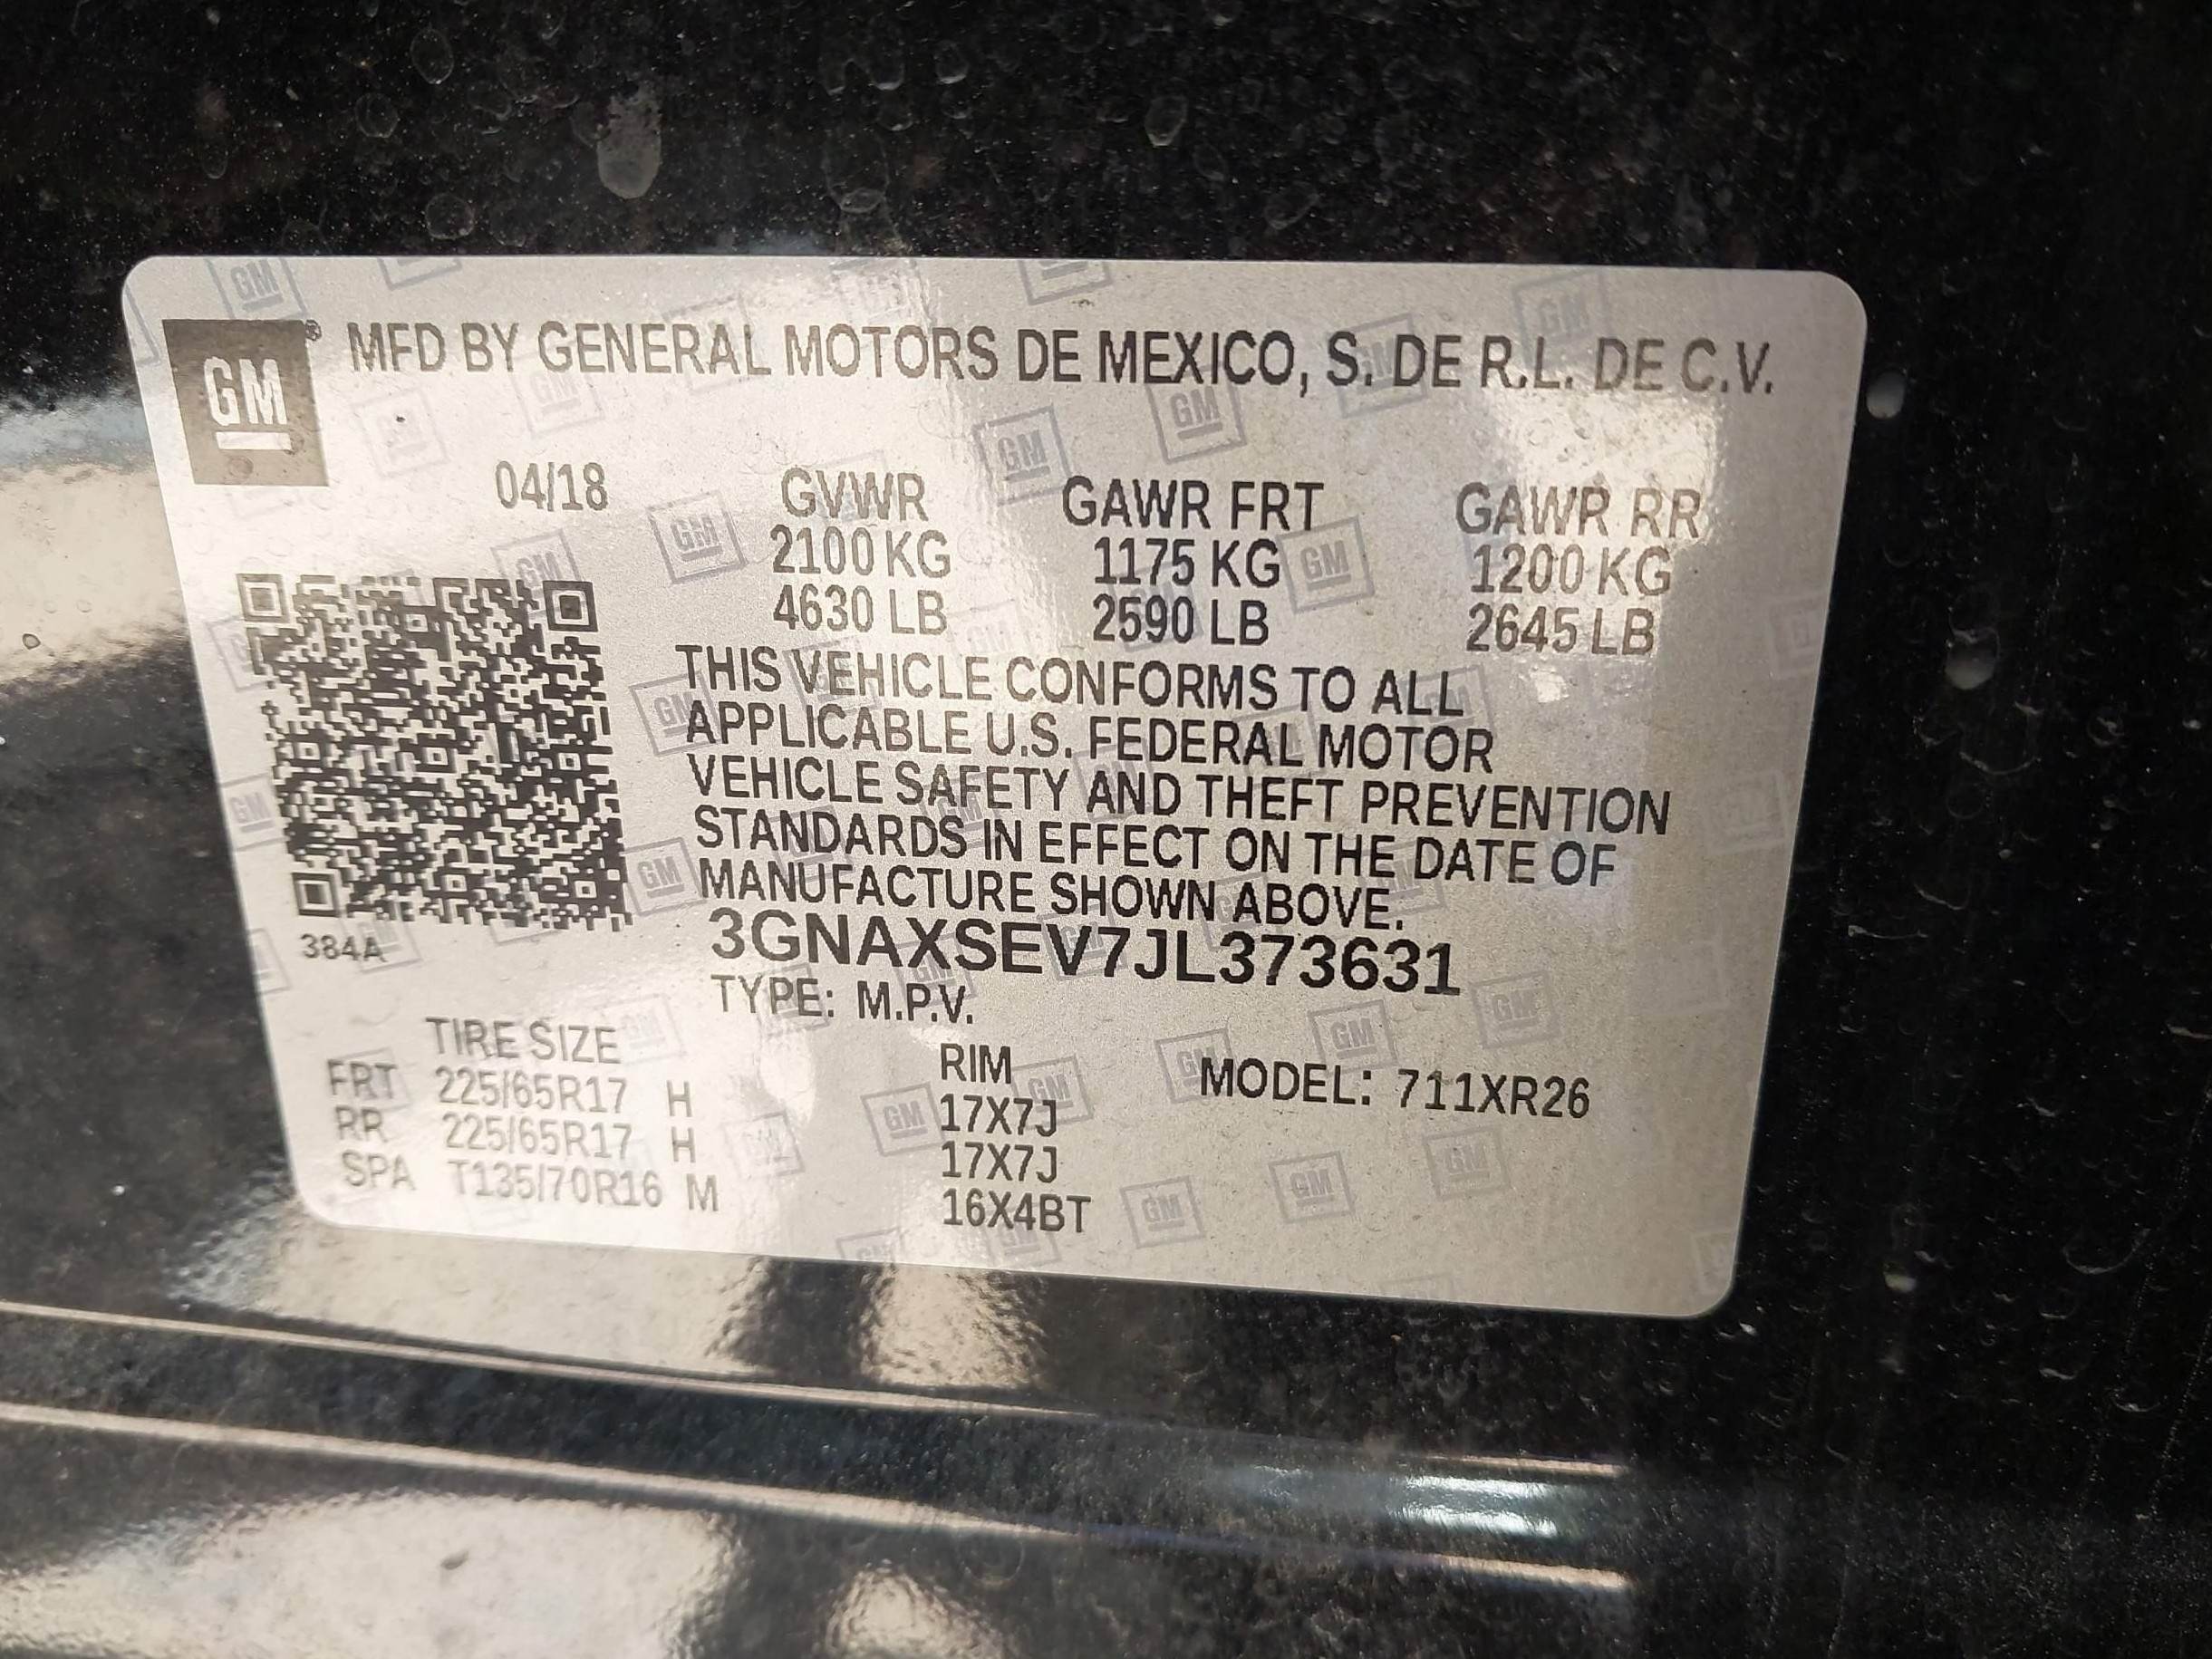 GM
MFD BY GENERAL MOTORS DE MEXICO, S. DE R.L. DE C.V.
04/18 GVWR GAWR FRT GAWR RR
2100 KG 1175 KG 1200 KG
4630 LB 2590 LB 2645 LB
THIS VEHICLE CONFORMS TO ALL
APPLICABLE U.S. FEDERAL MOTOR
VEHICLE SAFETY AND THEFT PREVENTION
STANDARDS IN EFFECT ON THE DATE OF
MANUFACTURE SHOWN ABOVE.
384A
3GNAXSEV7JL373631
TYPE: M.P.V.
TIRE SIZE RIM MODEL: 711XR26
FRT 225/65R17 H 17X7J
RR 225/65R17 H 17X7J
SPA T135/70R16 M 16X4BT